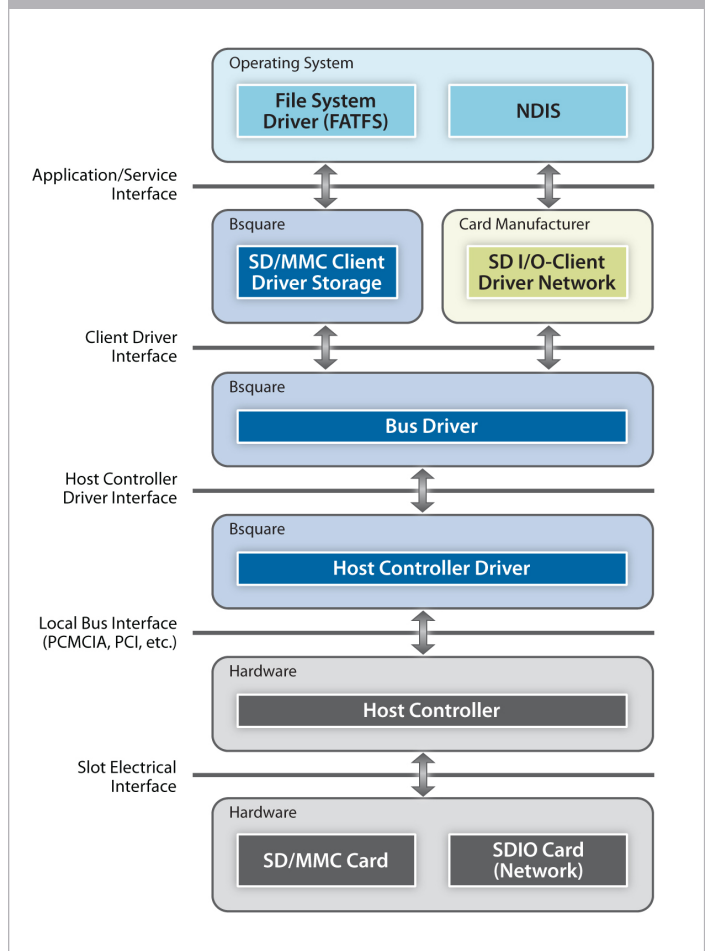 Operating System
File System
Driver (FATFS)
NDIS
Application/Service
Interface
Bsquare
SD/MMC Client
Driver Storage
Card Manufacturer
SD I/O-Client
Driver Network
Client Driver
Interface
Bsquare
Bus Driver
Host Controller
Driver Interface
Bsquare
Host Controller Driver
Local Bus Interface
(PCMCIA, PCI, etc.)
Hardware
Host Controller
Slot Electrical
Interface
Hardware
SD/MMC Card
SDIO Card
(Network)